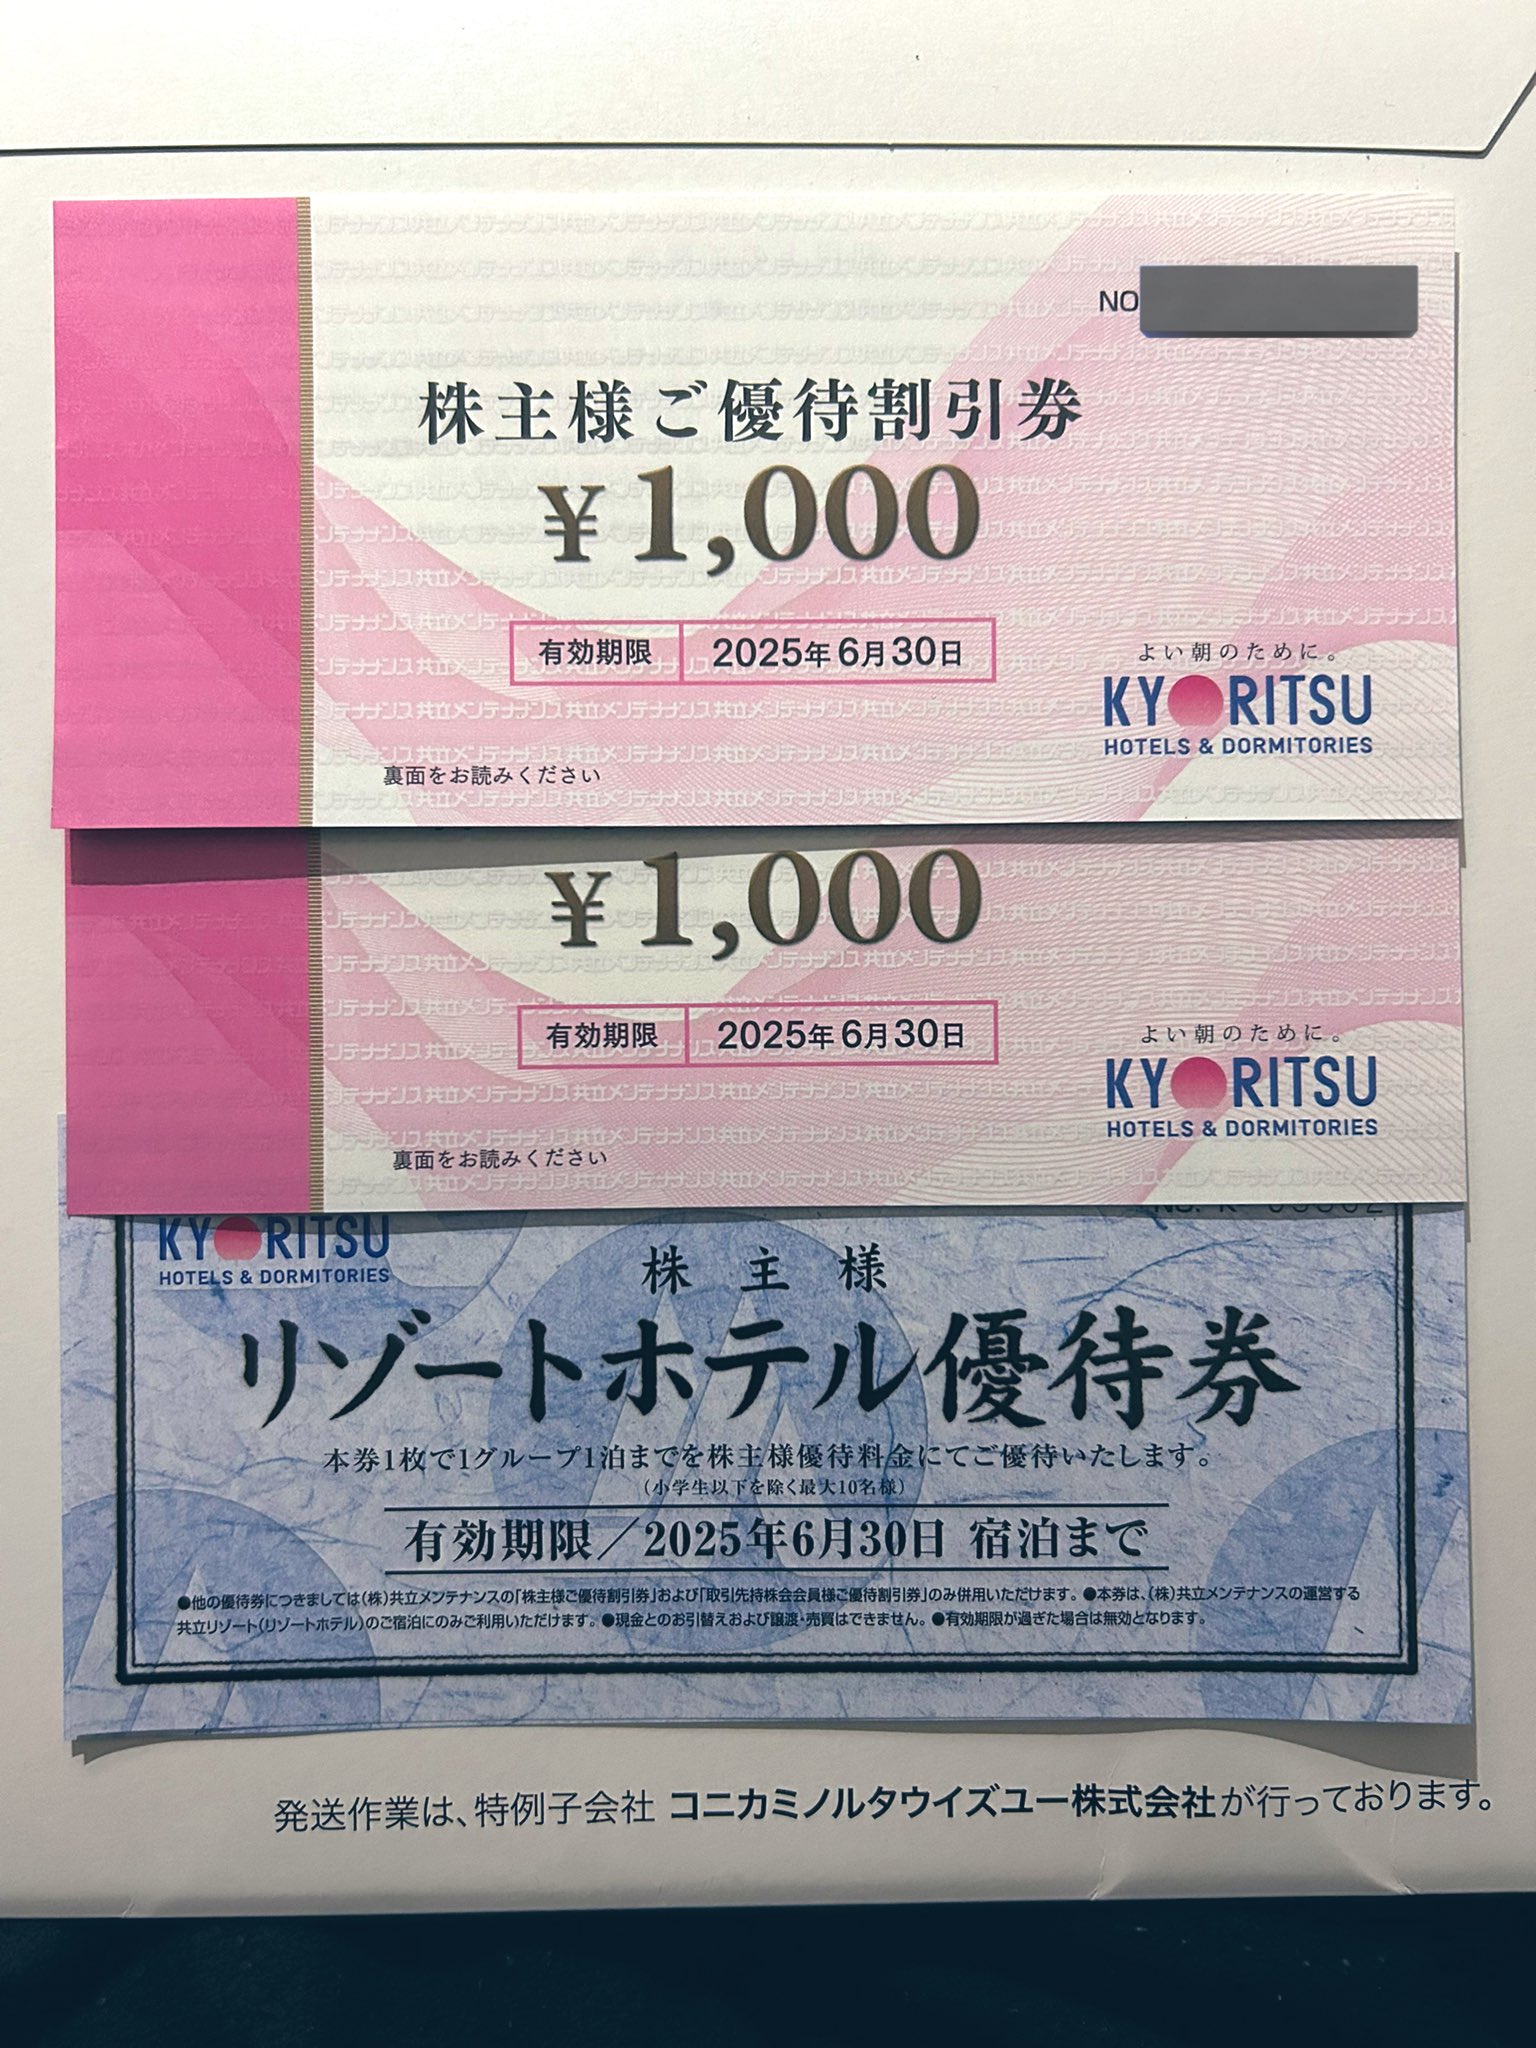 NO
株主様ご優待割引券
¥1,000
有効期限 2025年6月30日
よい朝のために。
KYORITSU
HOTELS & DORMITORIES
裏面をお読みください
¥1,000
有効期限 2025年6月30日
よい朝のために。
KYORITSU
HOTELS & DORMITORIES
裏面をお読みください
KYORITSU
HOTELS & DORMITORIES
株主様
リゾートホテル優待券
本券1枚で1グループ1泊までを株主様優待料金にてご優待いたします。
(小学生以下を除く最大10名様)
有効期限/2025年6月30日 宿泊まで
●他の優待券につきましては(株)共立メンテナンスの「株主様ご優待割引券」および「取引先持株会会員様ご優待割引券」のみ併用いただけます。●本券は、(株)共立メンテナンスの運営する
共立リゾート(リゾートホテル)のご宿泊にのみご利用いただけます。●現金とのお引替えおよび譲渡・売買はできません。●有効期限が過ぎた場合は無効となります。
発送作業は、特例子会社 コニカミノルタウイズユー株式会社が行っております。